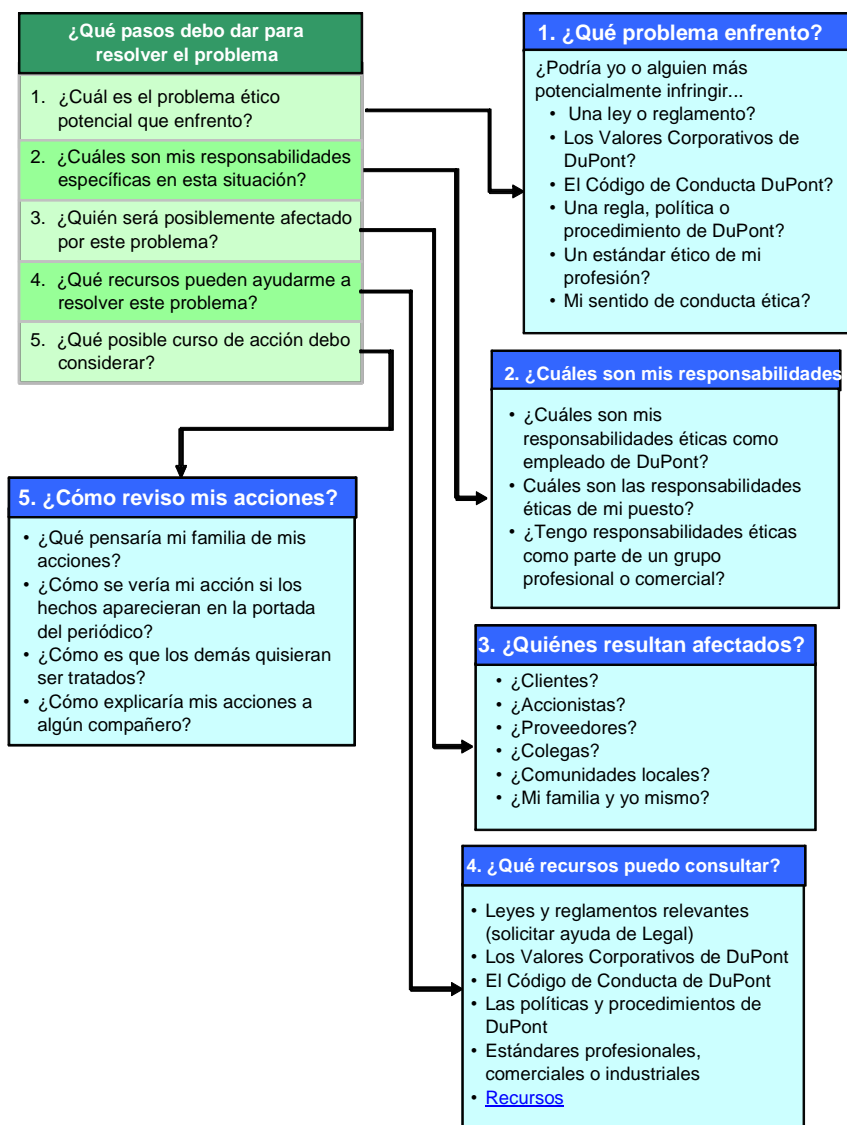 ¿Qué pasos debo dar para
resolver el problema
1. ¿Cuál es el problema ético
potencial que enfrento?
2. ¿Cuáles son mis responsabilidades
específicas en esta situación?
3. ¿Quién será posiblemente afectado
por este problema?
4. ¿Qué recursos pueden ayudarme a
resolver este problema?
5. ¿Qué posible curso de acción debo
considerar?
1. ¿Qué problema enfrento?
¿Podría yo o alguien más
potencialmente infringir...
• Una ley o reglamento?
• Los Valores Corporativos de
DuPont?
• El Código de Conducta DuPont?
• Una regla, política o
procedimiento de DuPont?
• Un estándar ético de mi
profesión?
• Mi sentido de conducta ética?
2. ¿Cuáles son mis responsabilidades
• ¿Cuáles son mis
responsabilidades éticas como
empleado de DuPont?
• Cuáles son las responsabilidades
éticas de mi puesto?
• ¿Tengo responsabilidades éticas
como parte de un grupo
profesional o comercial?
3. ¿Quiénes resultan afectados?
• ¿Clientes?
• ¿Accionistas?
• ¿Proveedores?
• ¿Colegas?
• ¿Comunidades locales?
• ¿Mi familia y yo mismo?
4. ¿Qué recursos puedo consultar?
• Leyes y reglamentos relevantes
(solicitar ayuda de Legal)
• Los Valores Corporativos de DuPont
• El Código de Conducta de DuPont
• Las políticas y procedimientos de
DuPont
• Estándares profesionales,
comerciales o industriales
• Recursos
5. ¿Cómo reviso mis acciones?
• ¿Qué pensaría mi familia de mis
acciones?
• ¿Cómo se vería mi acción si los
hechos aparecieran en la portada
del periódico?
• ¿Cómo es que los demás quisieran
ser tratados?
• ¿Cómo explicaría mis acciones a
algún compañero?